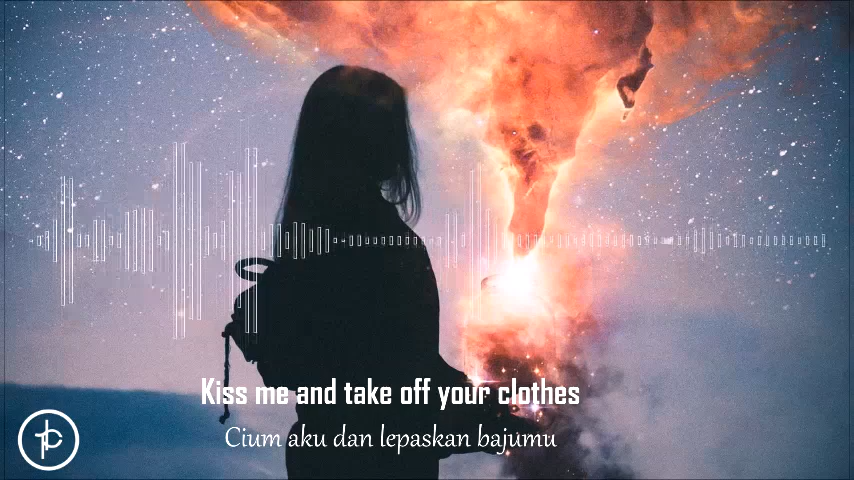 Kiss me and take off your clothes
Cium aku dan lepaskan bajumu